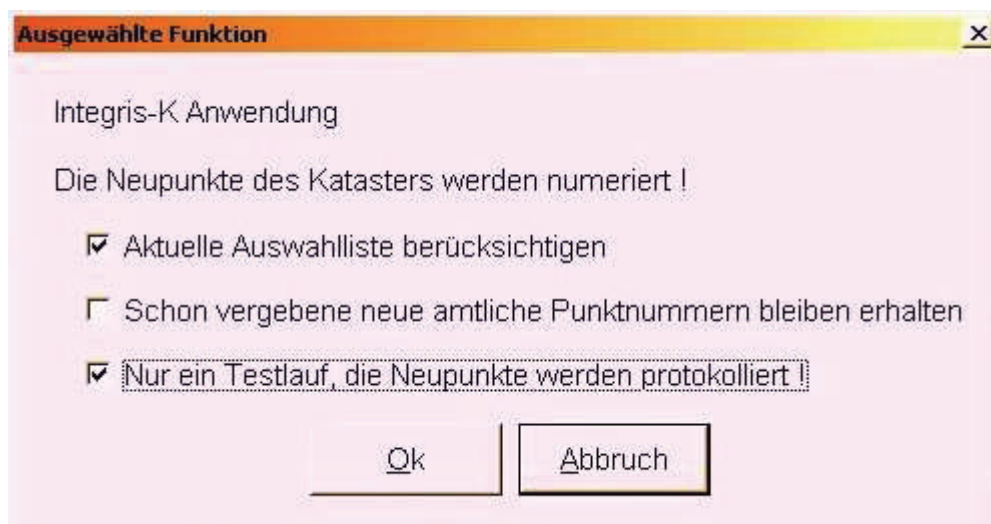 Ausgewählte Funktion
Integris-K Anwendung
Die Neupunkte des Katasters werden numeriert !
Aktuelle Auswahlliste berücksichtigen
Schon vergebene neue amtliche Punktnummern bleiben erhalten
Nur ein Testlauf, die Neupunkte werden protokolliert !
Ok Abbruch